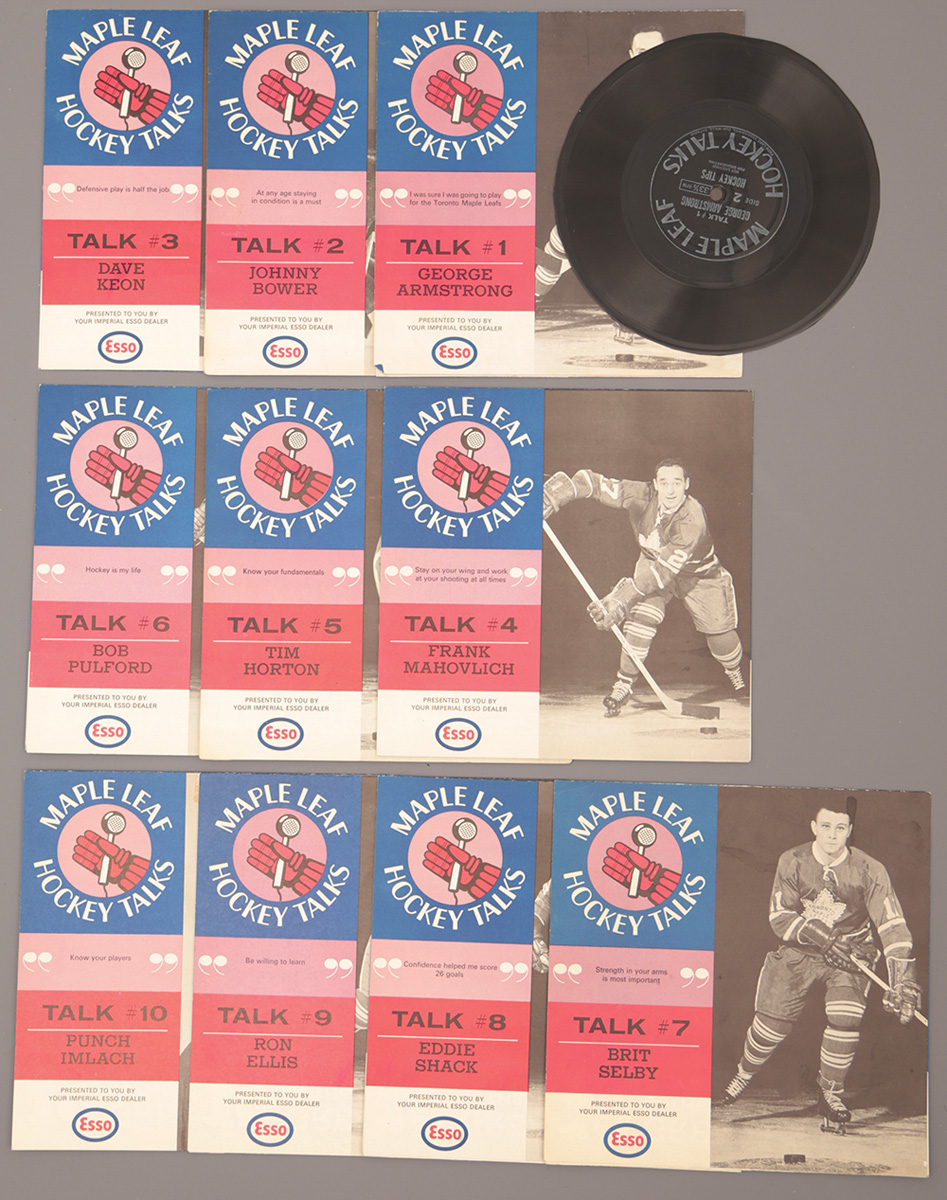 MAPLE LEAF
HOCKEY TALKS
Defensive play is half the job
TALK #3
DAVE
KEON
PRESENTED TO YOU BY
YOUR IMPERIAL ESSO DEALER
Esso
MAPLE LEAF
HOCKEY TALKS
At any age staying
in condition is a must
TALK #2
JOHNNY
BOWER
PRESENTED TO YOU BY
YOUR IMPERIAL ESSO DEALER
Esso
MAPLE LEAF
HOCKEY TALKS
I was sure I was going to play
for the Toronto Maple Leafs
TALK #1
GEORGE
ARMSTRONG
PRESENTED TO YOU BY
YOUR IMPERIAL ESSO DEALER
Esso
MAPLE LEAF
TALK #1
GEORGE ARMSTRONG
SIDE 2
33⅓ RPM
HOCKEY TIPS
HOCKEY TALKS
MAPLE LEAF
HOCKEY TALKS
Hockey is my life
TALK #6
BOB
PULFORD
PRESENTED TO YOU BY
YOUR IMPERIAL ESSO DEALER
Esso
MAPLE LEAF
HOCKEY TALKS
Know your fundamentals
TALK #5
TIM
HORTON
PRESENTED TO YOU BY
YOUR IMPERIAL ESSO DEALER
Esso
MAPLE LEAF
HOCKEY TALKS
Stay on your wing and work
at your shooting at all times
TALK #4
FRANK
MAHOVLICH
PRESENTED TO YOU BY
YOUR IMPERIAL ESSO DEALER
Esso
27
2
MAPLE LEAF
HOCKEY TALKS
Know your players
TALK #10
PUNCH
IMLACH
PRESENTED TO YOU BY
YOUR IMPERIAL ESSO DEALER
Esso
MAPLE LEAF
HOCKEY TALKS
Be willing to learn
TALK #9
RON
ELLIS
PRESENTED TO YOU BY
YOUR IMPERIAL ESSO DEALER
Esso
MAPLE LEAF
HOCKEY TALKS
Confidence helped me score
26 goals
TALK #8
EDDIE
SHACK
PRESENTED TO YOU BY
YOUR IMPERIAL ESSO DEALER
Esso
MAPLE LEAF
HOCKEY TALKS
Strength in your arms
is most important
TALK #7
BRIT
SELBY
PRESENTED TO YOU BY
YOUR IMPERIAL ESSO DEALER
Esso